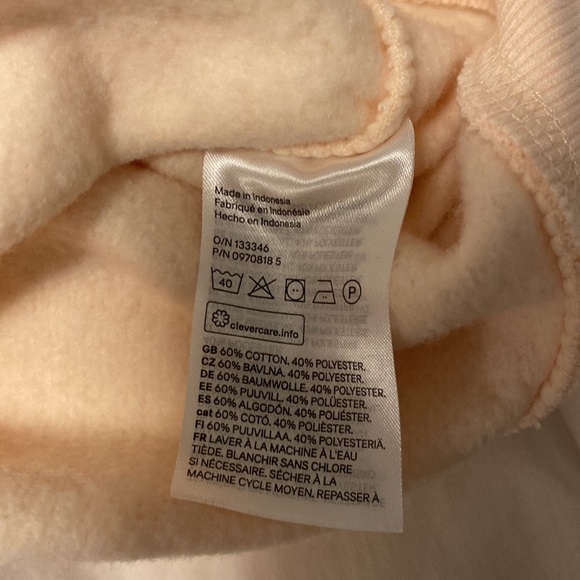 Made in Indonesia
Fabriqué en Indonésie
Hecho en Indonesia
O/N 133346
P/N 0970818 5
40 P
clevercare.info
GB 60% COTTON. 40% POLYESTER.
CZ 60% BAVLNA. 40% POLYESTER.
DE 60% BAUMWOLLE. 40% POLYESTER.
EE 60% PUUVILL. 40% POLÜESTER.
ES 60% ALGODÓN. 40% POLIÉSTER.
cat 60% COTÓ. 40% POLIÈSTER.
FI 60% PUUVILLAA. 40% POLYESTERIÄ.
FR LAVER À LA MACHINE À L'EAU
TIÈDE. BLANCHIR SANS CHLORE
SI NÉCESSAIRE. SÉCHER À LA
MACHINE CYCLE MOYEN. REPASSER À